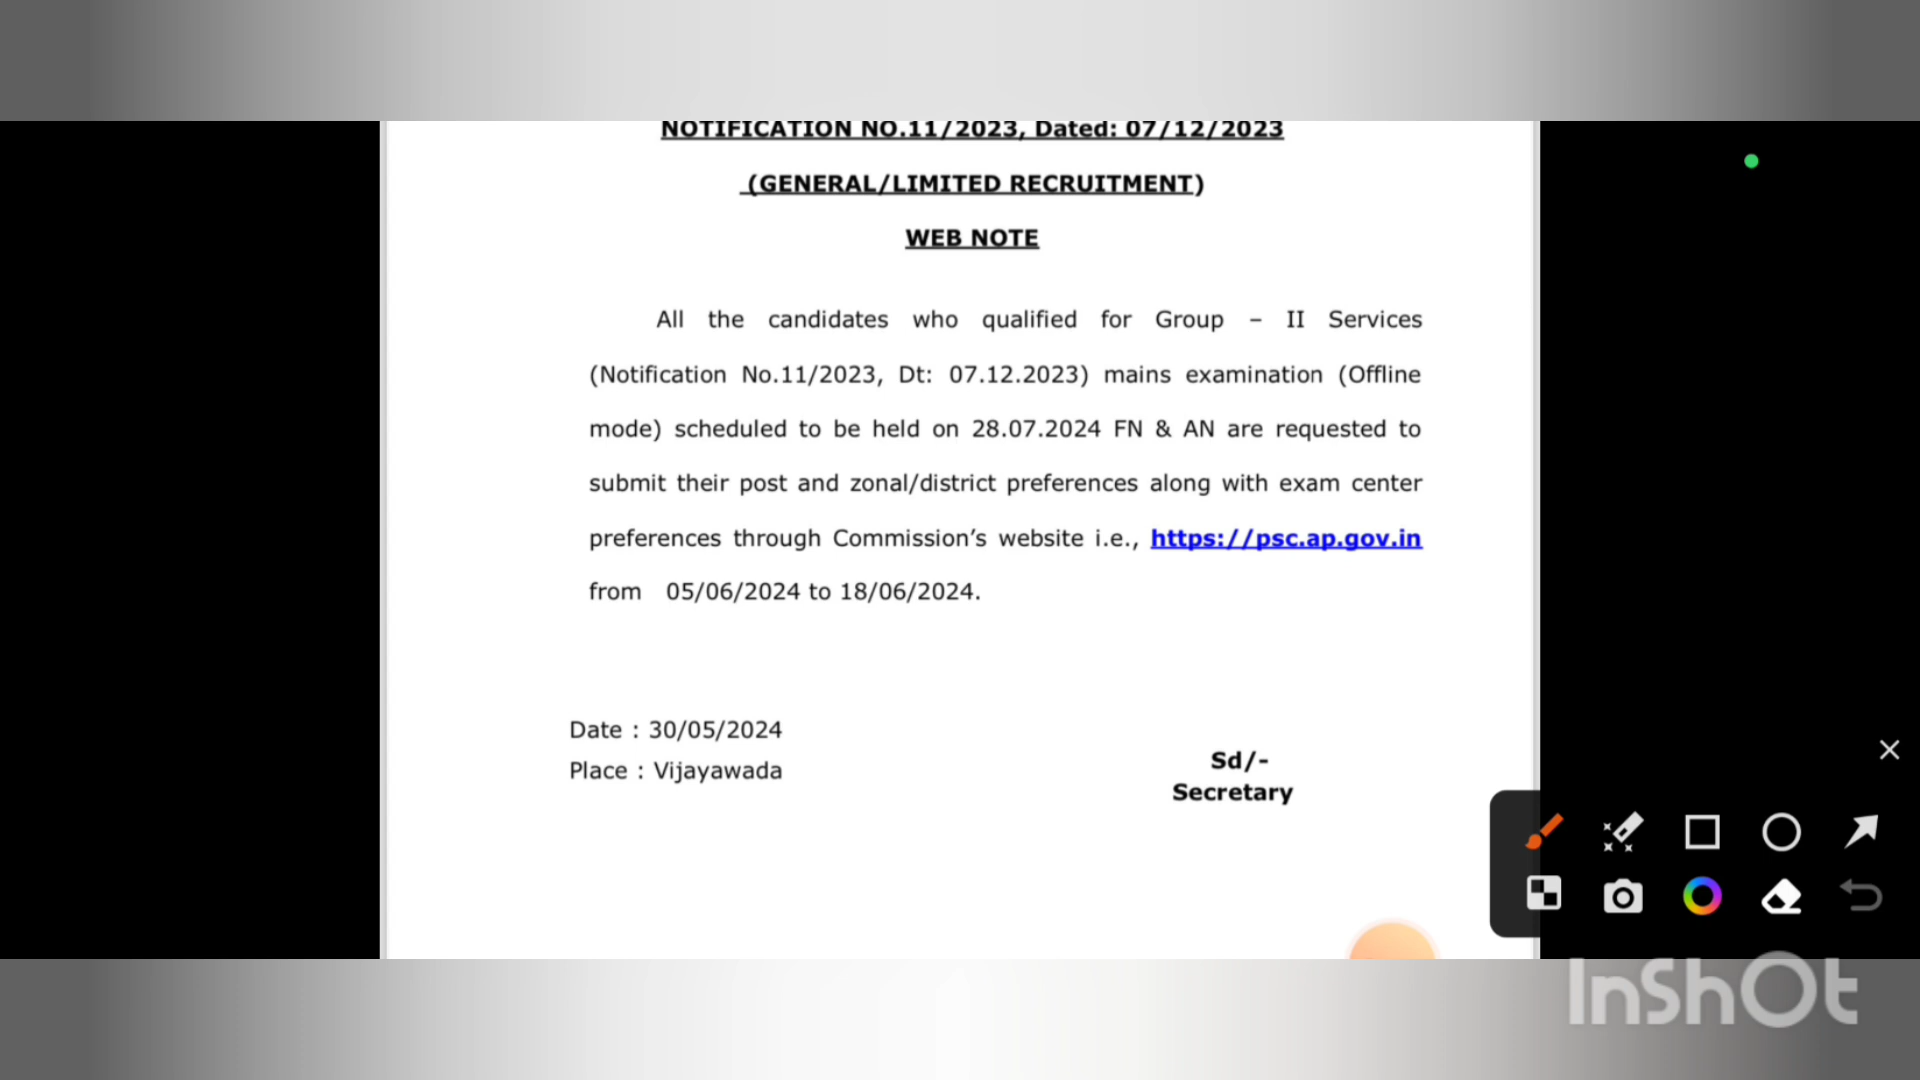 NOTIFICATION NO.11/2023, Dated: 07/12/2023
(GENERAL/LIMITED RECRUITMENT)
WEB NOTE
All the candidates who qualified for Group – II Services
(Notification No.11/2023, Dt: 07.12.2023) mains examination (Offline
mode) scheduled to be held on 28.07.2024 FN & AN are requested to
submit their post and zonal/district preferences along with exam center
preferences through Commission’s website i.e., https://psc.ap.gov.in
from 05/06/2024 to 18/06/2024.
Date : 30/05/2024
Place : Vijayawada
Sd/-
Secretary
InShOt